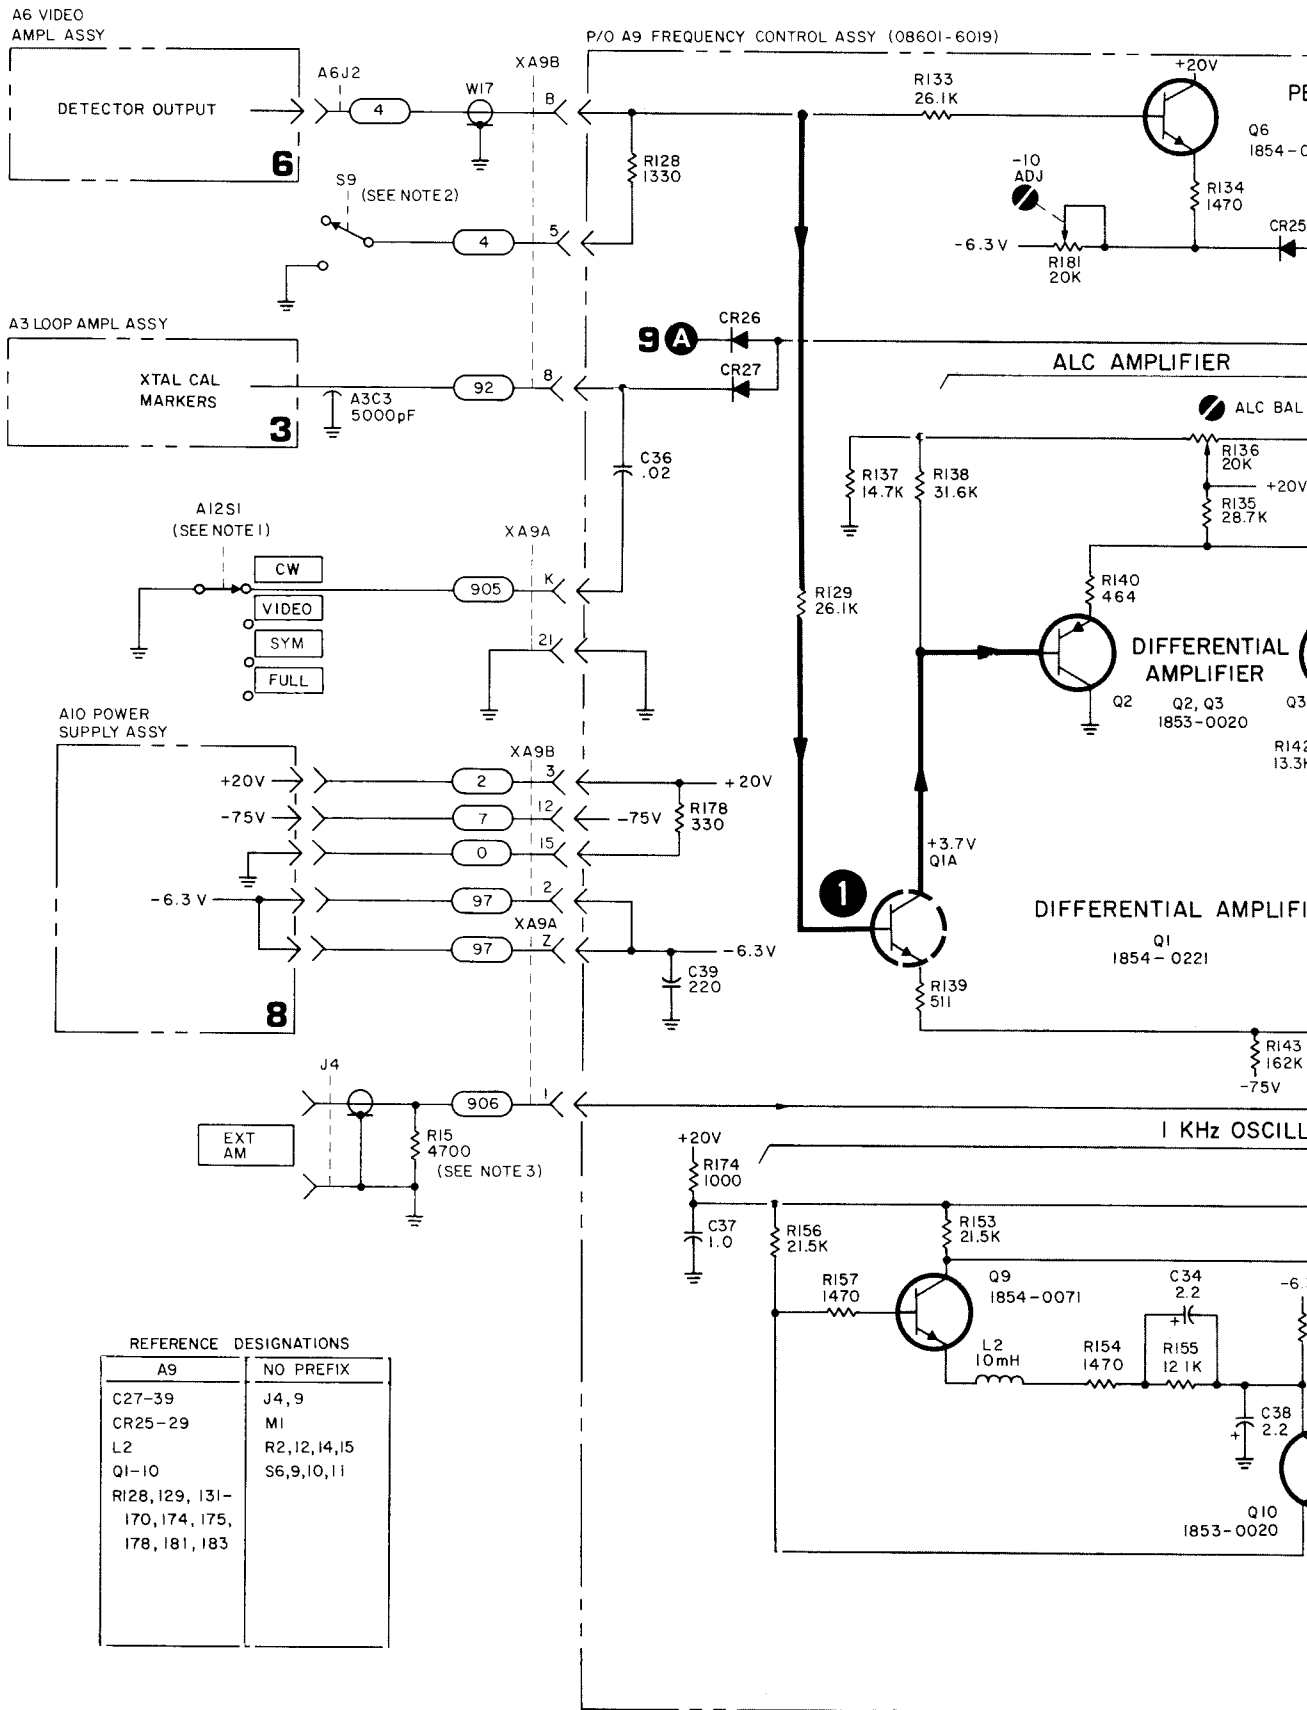 A6 VIDEO
AMPL ASSY
P/O A9 FREQUENCY CONTROL ASSY (08601-6019)
DETECTOR OUTPUT
6
A6J2
4
W17
XA9B
B
R133
26.1K
+20V
Q6
R128
1330
S9
(SEE NOTE 2)
4
5
-10
ADJ
R134
1470
-6.3V
R181
20K
CR25
A3 LOOP AMPL ASSY
XTAL CAL
MARKERS
3
A3C3
5000pF
92
8
9 A
CR26
CR27
ALC AMPLIFIER
ALC BAL
C36
.02
R137
14.7K
R138
31.6K
R136
20K
+20V
R135
28.7K
A12S1
(SEE NOTE 1)
XA9A
CW
VIDEO
SYM
FULL
905
K
21
R129
26.1K
R140
464
DIFFERENTIAL
AMPLIFIER
Q2
Q2, Q3
1853-0020
Q3
R142
13.3K
A10 POWER
SUPPLY ASSY
XA9B
+20V
2
3
+20V
-75V
7
12
-75V
R178
330
0
15
-6.3V
97
2
XA9A
97
Z
-6.3V
8
C39
220
+3.7V
Q1A
1
DIFFERENTIAL AMPLIFI
Q1
1854-0221
R139
511
R143
162K
-75V
J4
906
1
EXT
AM
R15
4700
(SEE NOTE 3)
1 KHz OSCILL
+20V
R174
1000
C37
1.0
R156
21.5K
R153
21.5K
R157
1470
Q9
1854-0071
C34
2.2
+
L2
10mH
R154
1470
R155
12.1K
C38
2.2
+
Q10
1853-0020
REFERENCE DESIGNATIONS
A9 NO PREFIX
C27-39 J4,9
CR25-29 M1
L2 R2,12,14,15
Q1-10 S6,9,10,11
R128,129, 131-
170, 174, 175,
178, 181, 183